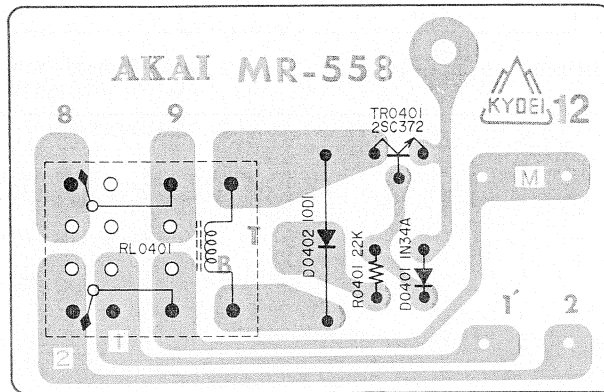 AKAI MR-558
KYOEI 12
8 9
TR0401
2SC372
M
RL0401
T
B
D0402 10D1
R0401 22K
D0401 1N34A
2 1
1' 2